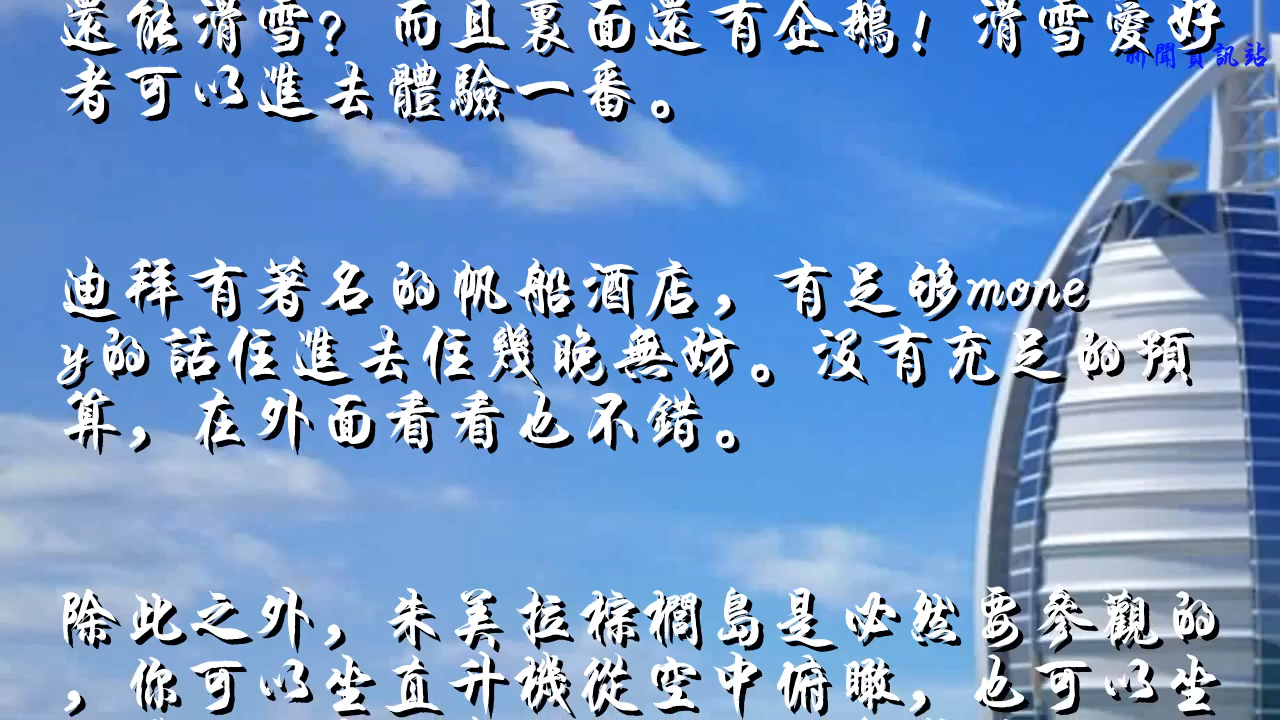 還能滑雪？而且裏面還有企鵝！滑雪愛好
新聞資訊站
者可以進去體驗一番。
迪拜有著名的帆船酒店，有足够mone
y的話住進去住幾晚無妨。沒有充足的預
算，在外面看看也不錯。
除此之外，朱美拉棕櫚島是必然要參觀的
，你可以坐直升機從空中俯瞰，也可以坐